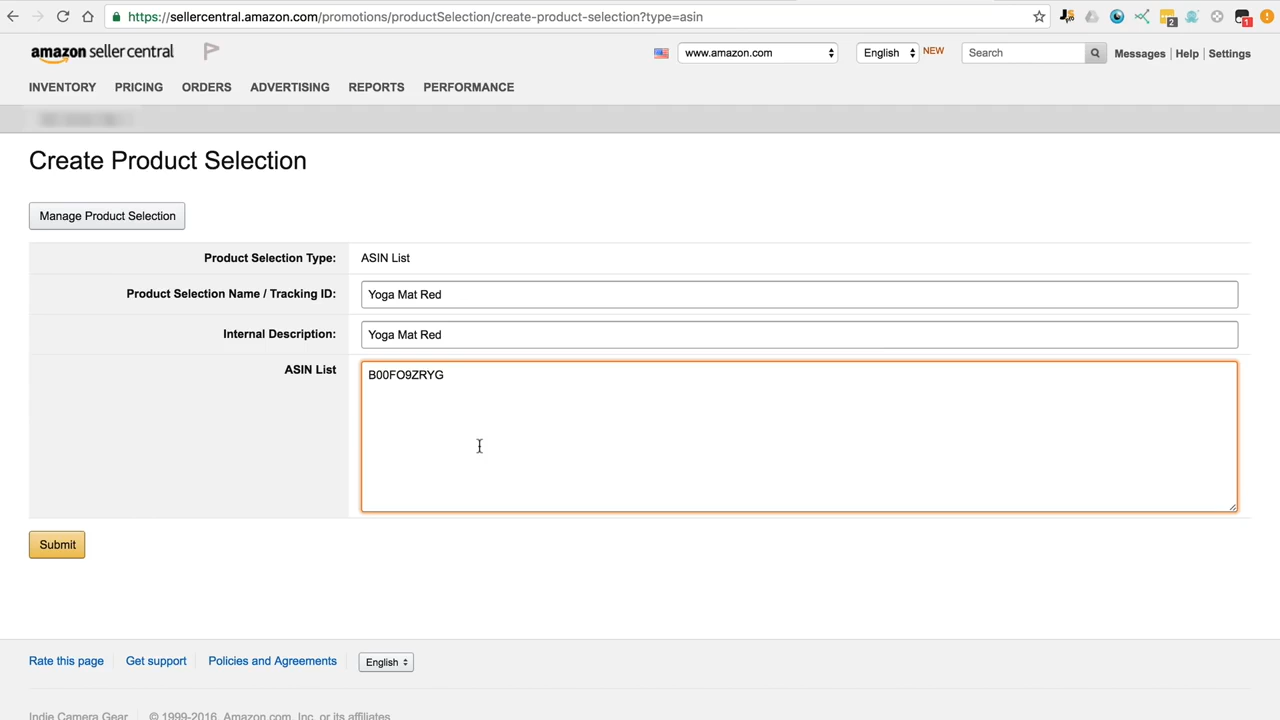 https://sellercentral.amazon.com/promotions/productSelection/create-product-selection?type=asin
2 1
amazon seller central www.amazon.com English NEW Search Messages | Help | Settings
INVENTORY PRICING ORDERS ADVERTISING REPORTS PERFORMANCE
Create Product Selection
Manage Product Selection
Product Selection Type: ASIN List
Product Selection Name / Tracking ID: Yoga Mat Red
Internal Description: Yoga Mat Red
ASIN List B00FO9ZRYG
Submit
Rate this page Get support Policies and Agreements English
Indie Camera Gear © 1999-2016, Amazon.com, Inc. or its affiliates